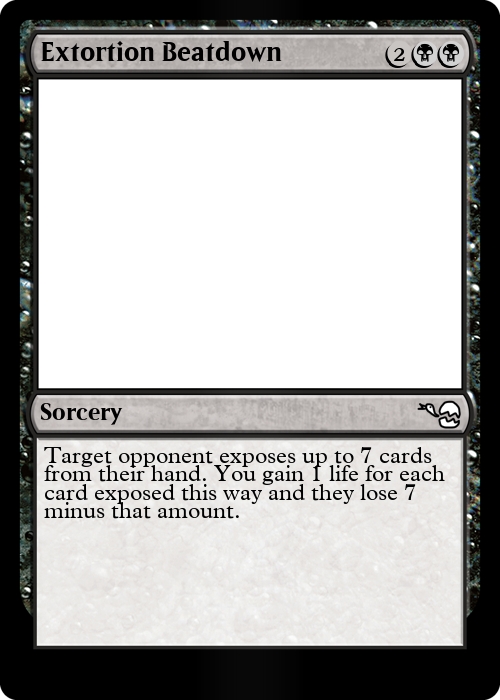 Extortion Beatdown 2
Sorcery
Target opponent exposes up to 7 cards
from their hand. You gain 1 life for each
card exposed this way and they lose 7
minus that amount.